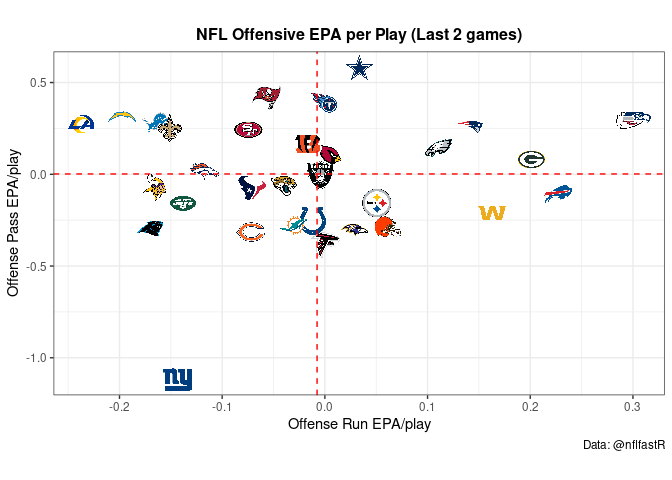 NFL Offensive EPA per Play (Last 2 games)
Offense Pass EPA/play
0.5
0.0
-0.5
-1.0
ny
W
-0.2
-0.1
0.0
0.1
0.2
0.3
Offense Run EPA/play
Data: @nflfastR